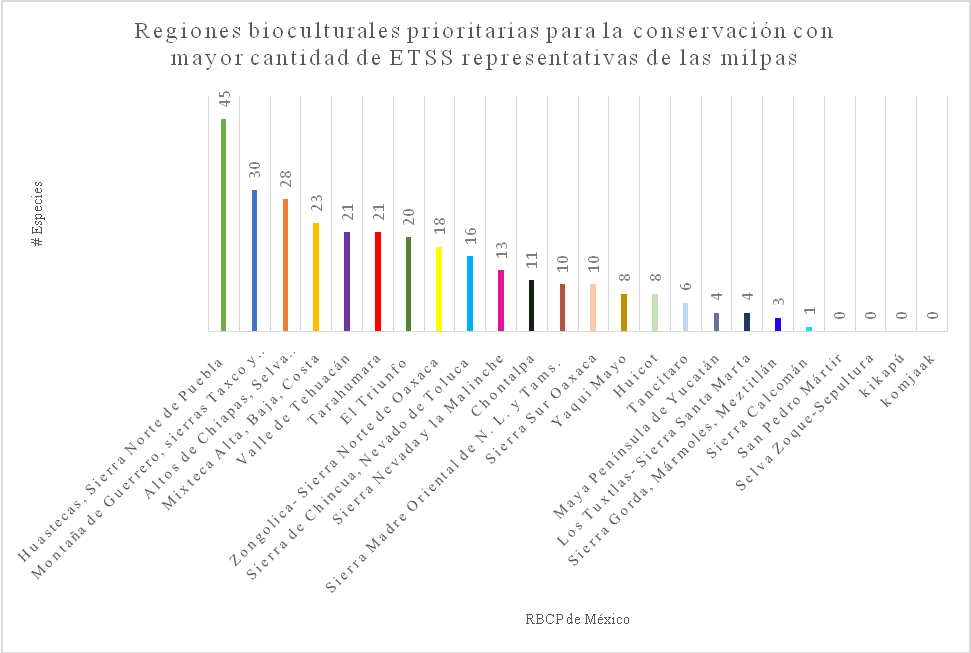 Regiones bioculturales prioritarias para la conservación con
mayor cantidad de ETSS representativas de las milpas
# Especies
45
30
28
23
21
21
20
18
16
13
11
10
10
8
8
6
4
4
3
1
0
0
0
0
Huastecas, Sierra Norte de Puebla
Montaña de Guerrero, sierras Taxco y..
Altos de Chiapas, Selva..
Mixteca Alta, Baja, Costa
Valle de Tehuacán
Tarahumara
El Triunfo
Zongolica- Sierra Norte de Oaxaca
Sierra de Chincua, Nevado de Toluca
Sierra Nevada y la Malinche
Chontalpa
Sierra Madre Oriental de N. L. y Tams.
Sierra Sur Oaxaca
Yaqui Mayo
Huicot
Tancítaro
Maya Península de Yucatán
Los Tuxtlas- Sierra Santa Marta
Sierra Gorda, Mármoles, Meztitlán
Sierra Calcomán
San Pedro Mártir
Selva Zoque-Sepultura
kikapú
komjaak
RBCP de México